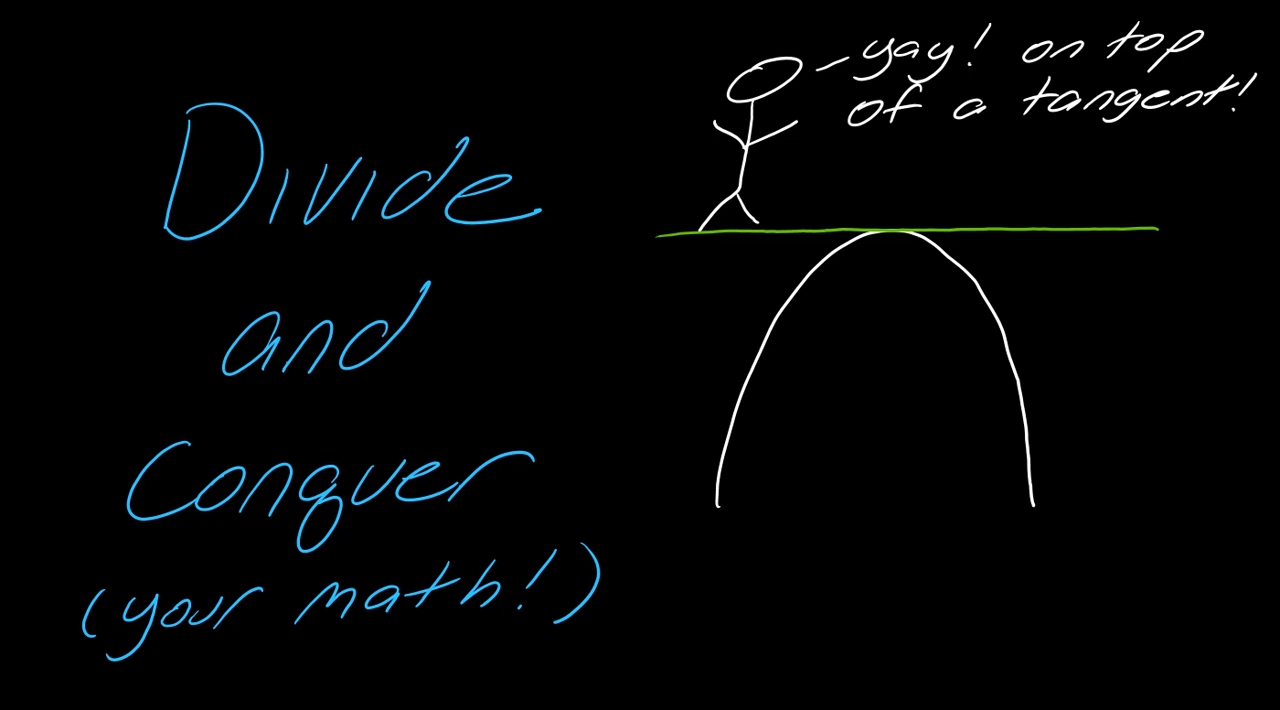 Divide
and
Conquer
(your math!)
yay! on top
of a tangent!